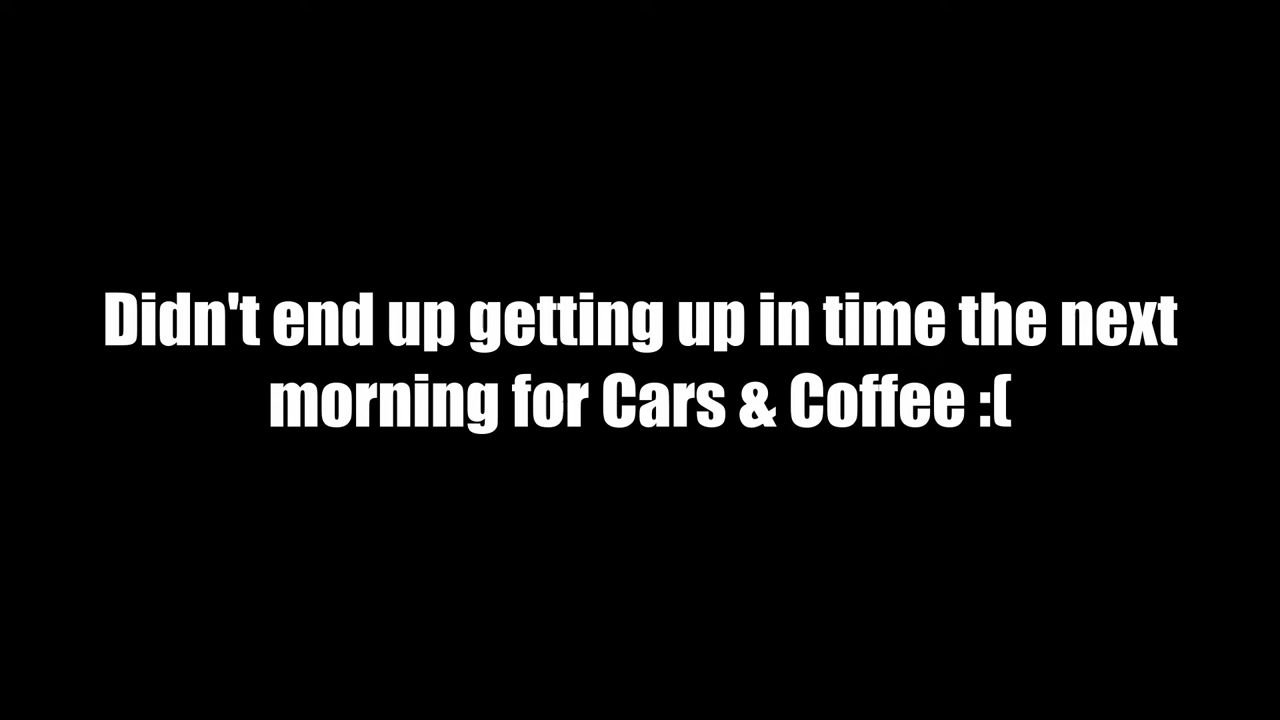 Didn't end up getting up in time the next
morning for Cars & Coffee :(